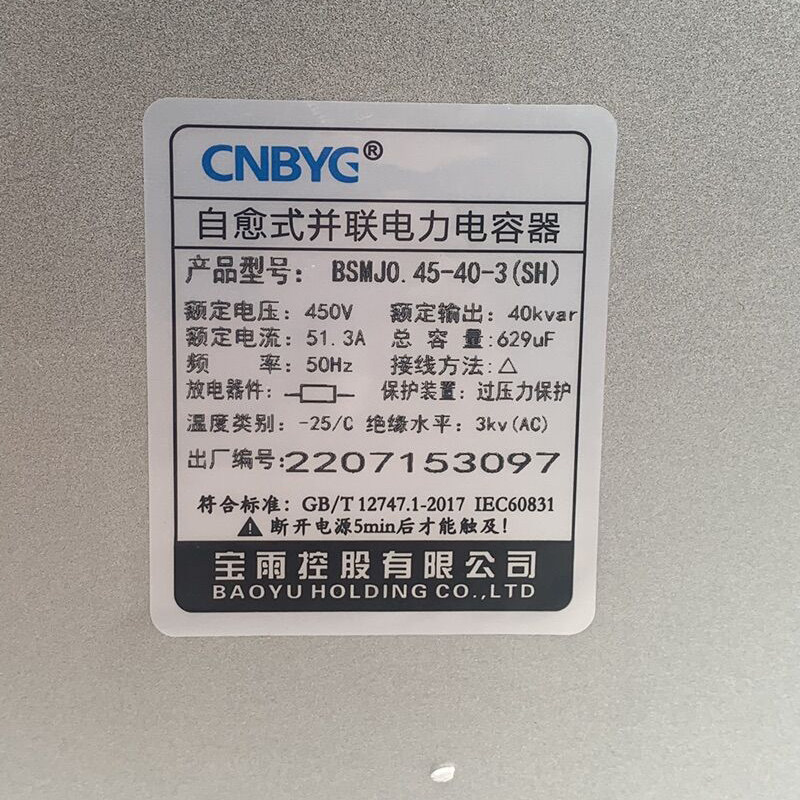 CNBYG®
自愈式并联电力电容器
产品型号：BSMJ0.45-40-3(SH)
额定电压：450V 额定输出：40kvar
额定电流：51.3A 总容量：629uF
频率：50Hz 接线方法：△
放电器件： 保护装置：过压力保护
温度类别：-25/C 绝缘水平：3kv(AC)
出厂编号：2207153097
符合标准：GB/T 12747.1-2017 IEC60831
断开电源5min后才能触及！
宝雨控股有限公司
BAOYU HOLDING CO.,LTD